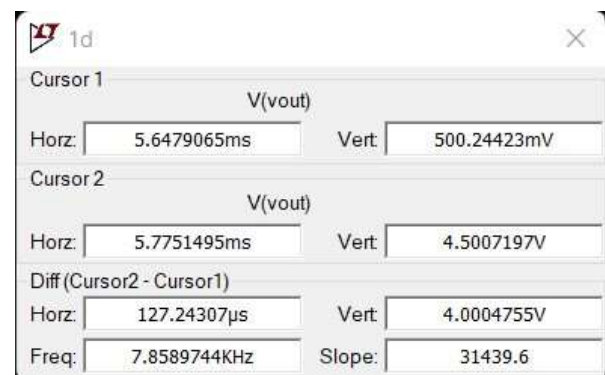 1d
Cursor 1
V(vout)
Horz: 5.6479065ms Vert: 500.24423mV
Cursor 2
V(vout)
Horz: 5.7751495ms Vert: 4.5007197V
Diff (Cursor2 - Cursor1)
Horz: 127.24307µs Vert: 4.0004755V
Freq: 7.8589744KHz Slope: 31439.6